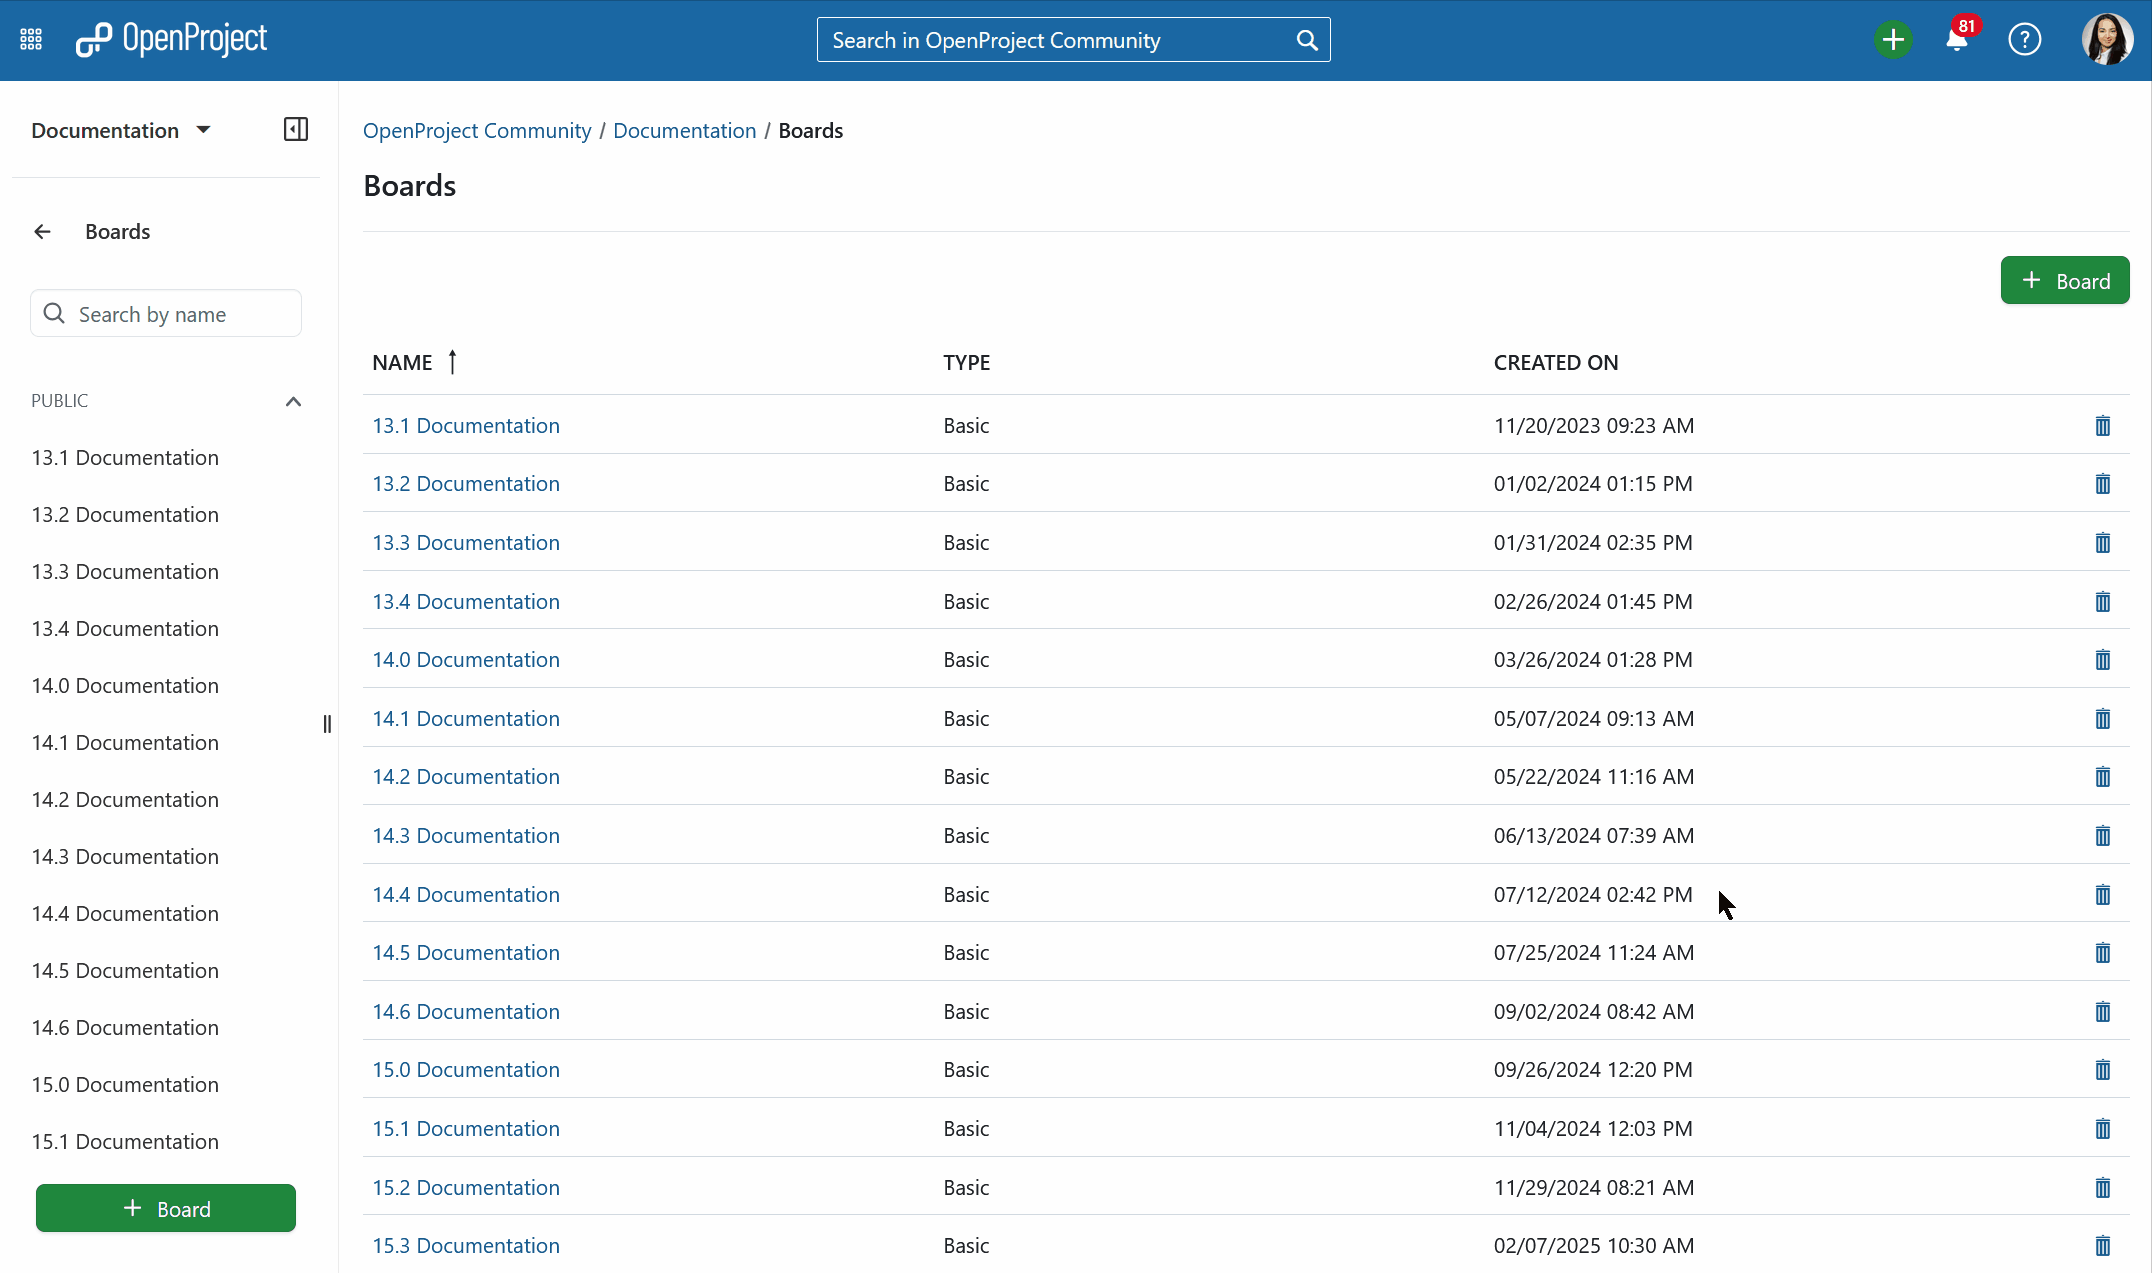 OpenProject
Search in OpenProject Community
81
Documentation
Boards
Search by name
PUBLIC
13.1 Documentation
13.2 Documentation
13.3 Documentation
13.4 Documentation
14.0 Documentation
14.1 Documentation
14.2 Documentation
14.3 Documentation
14.4 Documentation
14.5 Documentation
14.6 Documentation
15.0 Documentation
15.1 Documentation
+ Board
OpenProject Community / Documentation / Boards
Boards
+ Board
NAME TYPE CREATED ON
13.1 Documentation Basic 11/20/2023 09:23 AM
13.2 Documentation Basic 01/02/2024 01:15 PM
13.3 Documentation Basic 01/31/2024 02:35 PM
13.4 Documentation Basic 02/26/2024 01:45 PM
14.0 Documentation Basic 03/26/2024 01:28 PM
14.1 Documentation Basic 05/07/2024 09:13 AM
14.2 Documentation Basic 05/22/2024 11:16 AM
14.3 Documentation Basic 06/13/2024 07:39 AM
14.4 Documentation Basic 07/12/2024 02:42 PM
14.5 Documentation Basic 07/25/2024 11:24 AM
14.6 Documentation Basic 09/02/2024 08:42 AM
15.0 Documentation Basic 09/26/2024 12:20 PM
15.1 Documentation Basic 11/04/2024 12:03 PM
15.2 Documentation Basic 11/29/2024 08:21 AM
15.3 Documentation Basic 02/07/2025 10:30 AM